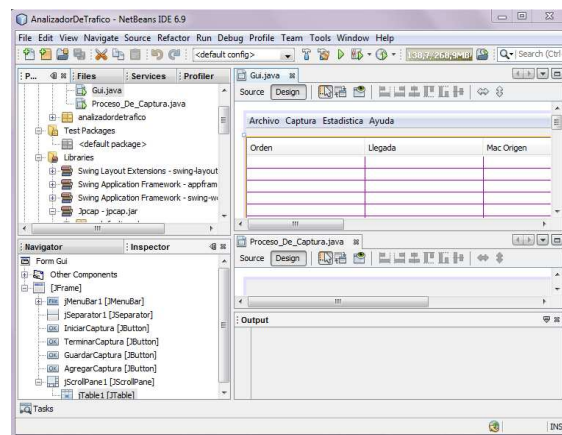 AnalizadorDeTrafico - NetBeans IDE 6.9
File Edit View Navigate Source Refactor Run Debug Profile Team Tools Window Help
<default config>
Search (Ctrl
P... Files Services Profiler
Gui.java
Proceso_De_Captura.java
analizadordetrafico
Test Packages
<default package>
Libraries
Swing Layout Extensions - swing-layout
Swing Application Framework - appfram
Swing Application Framework - swing-w
Jpcap - jpcap.jar
Gui.java
Source Design
Archivo Captura Estadistica Ayuda
Orden Llegada Mac Origen
Navigator Inspector
Form Gui
Other Components
[JFrame]
jMenuBar1 [JMenuBar]
jSeparator1 [JSeparator]
IniciarCaptura [JButton]
TerminarCaptura [JButton]
GuardarCaptura [JButton]
AgregarCaptura [JButton]
jScrollPane1 [JScrollPane]
jTable1 [JTable]
Proceso_De_Captura.java
Source Design
Output
Tasks
INS